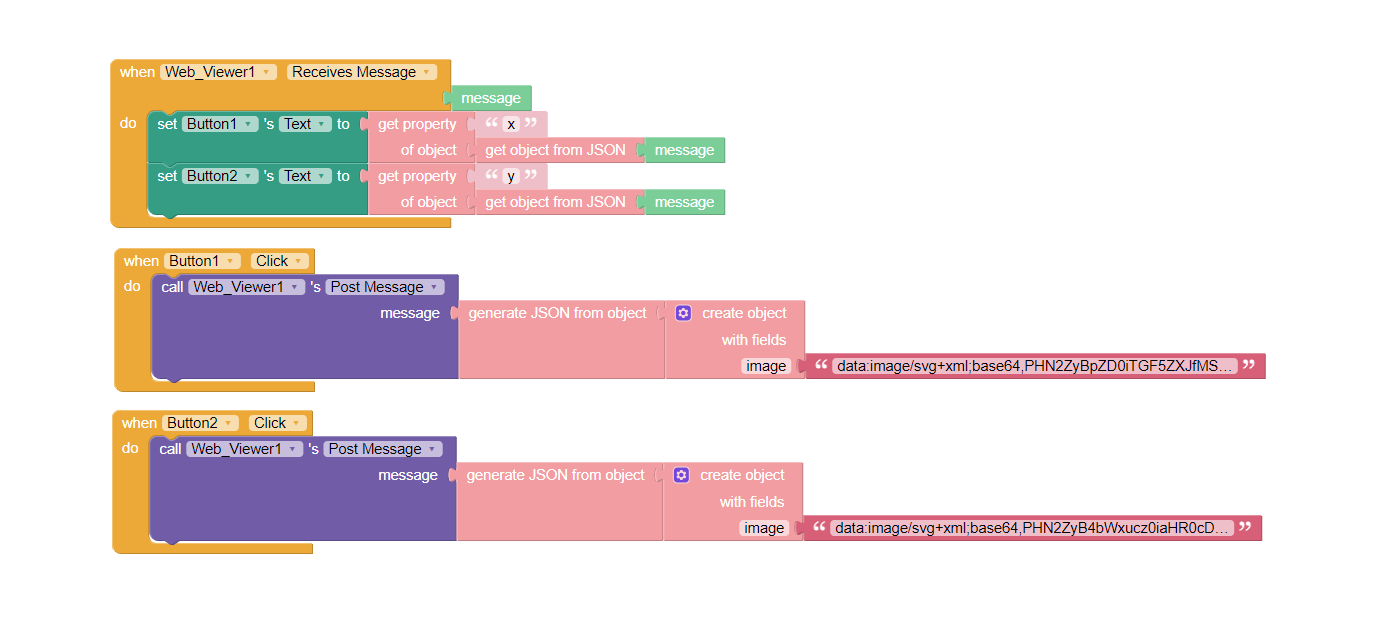 when Web_Viewer1 Receives Message
message
do set Button1 's Text to get property “ x ”
of object get object from JSON message
set Button2 's Text to get property “ y ”
of object get object from JSON message
when Button1 Click
do call Web_Viewer1 's Post Message
message generate JSON from object create object
with fields
image “ data:image/svg+xml;base64,PHN2ZyBpZD0iTGF5ZXJfMS... ”
when Button2 Click
do call Web_Viewer1 's Post Message
message generate JSON from object create object
with fields
image “ data:image/svg+xml;base64,PHN2ZyB4bWxucz0iaHR0cD... ”